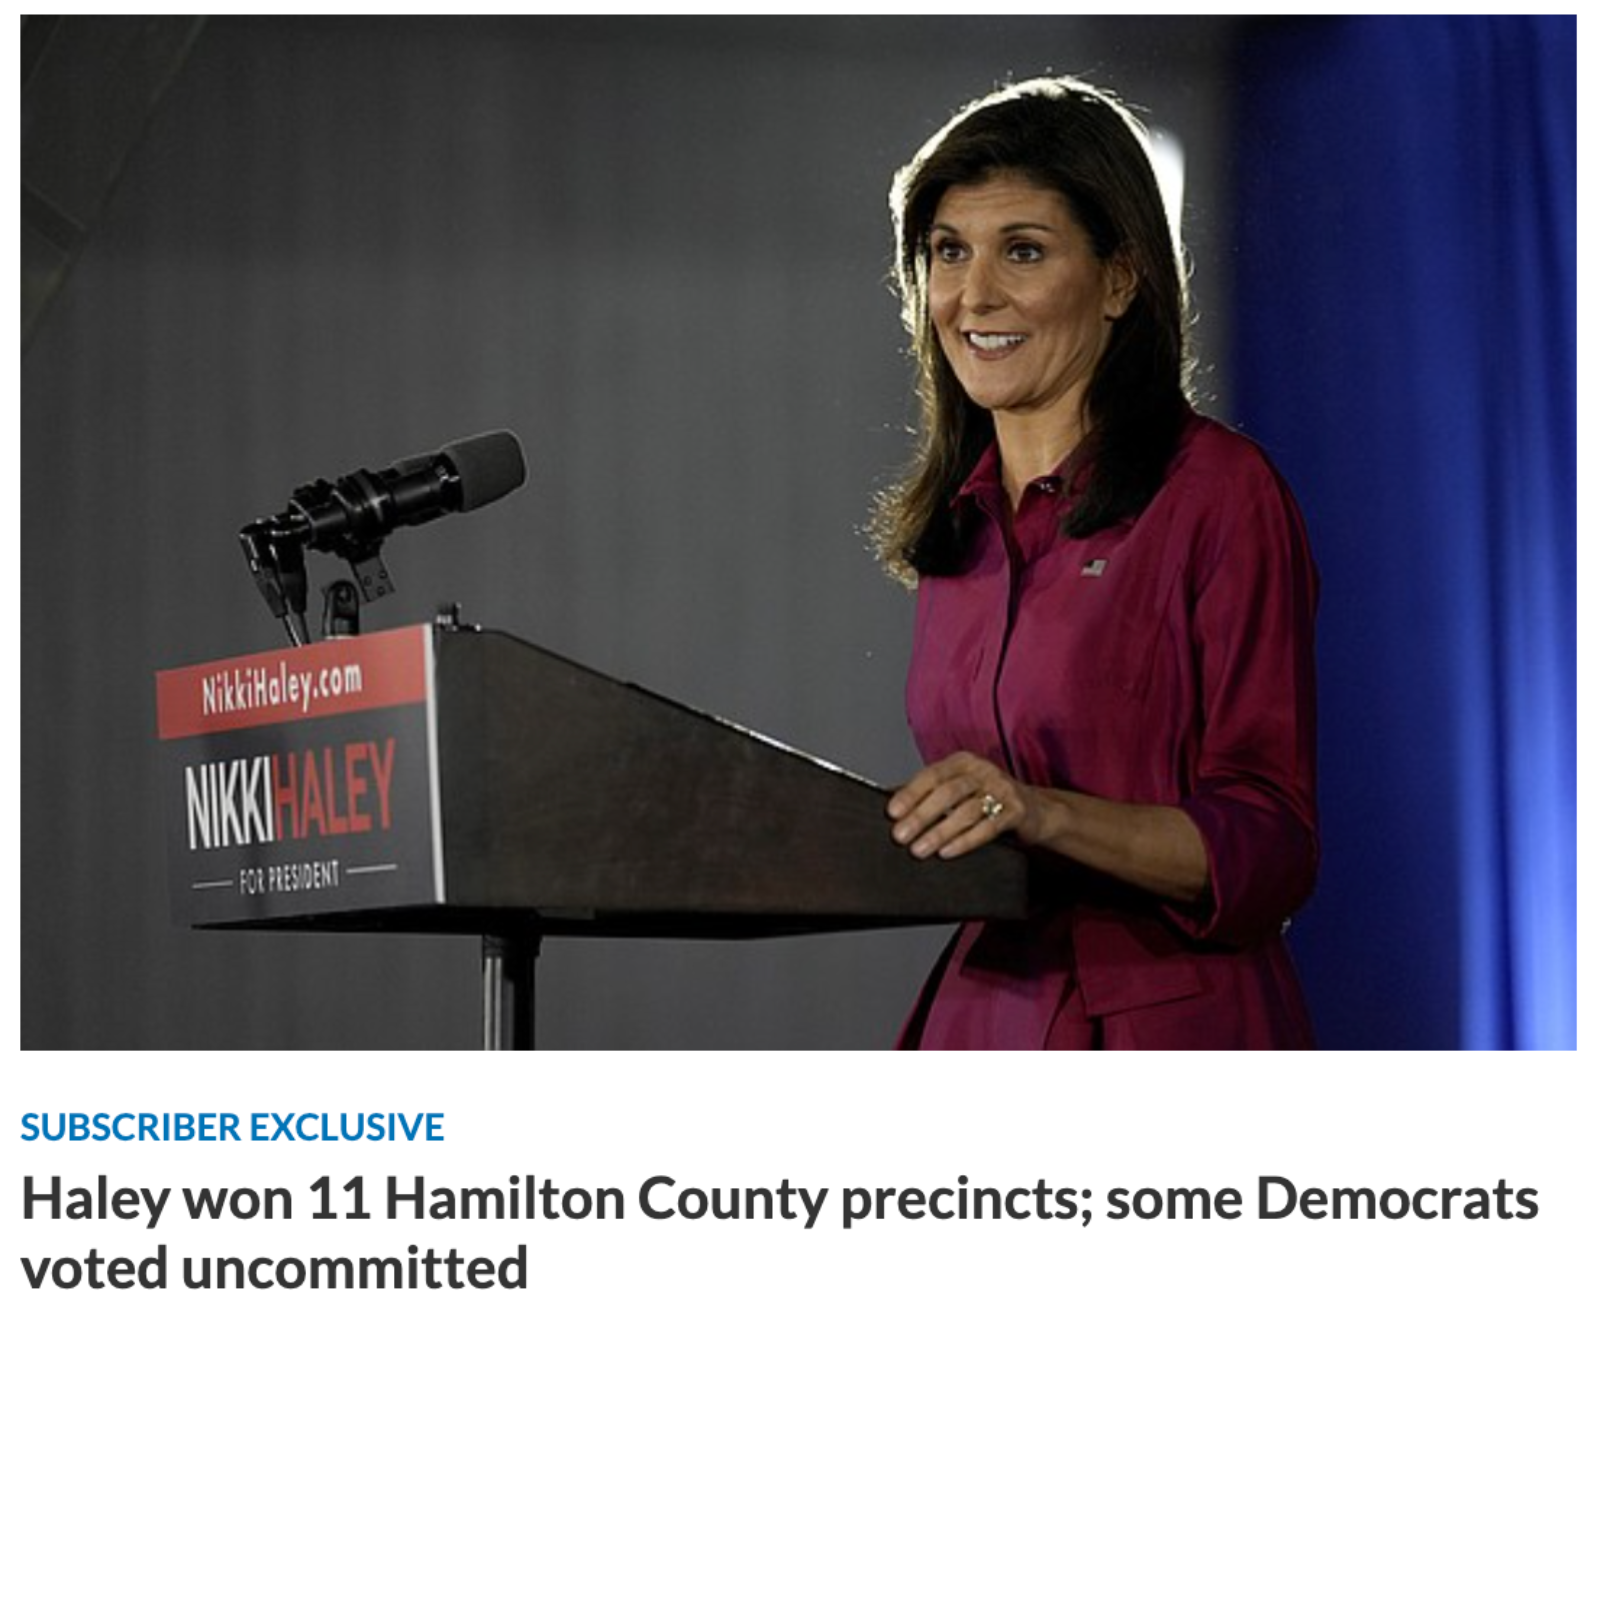 NikkiHaley.com
NIKKIHALEY
FOR PRESIDENT
SUBSCRIBER EXCLUSIVE
Haley won 11 Hamilton County precincts; some Democrats
voted uncommitted